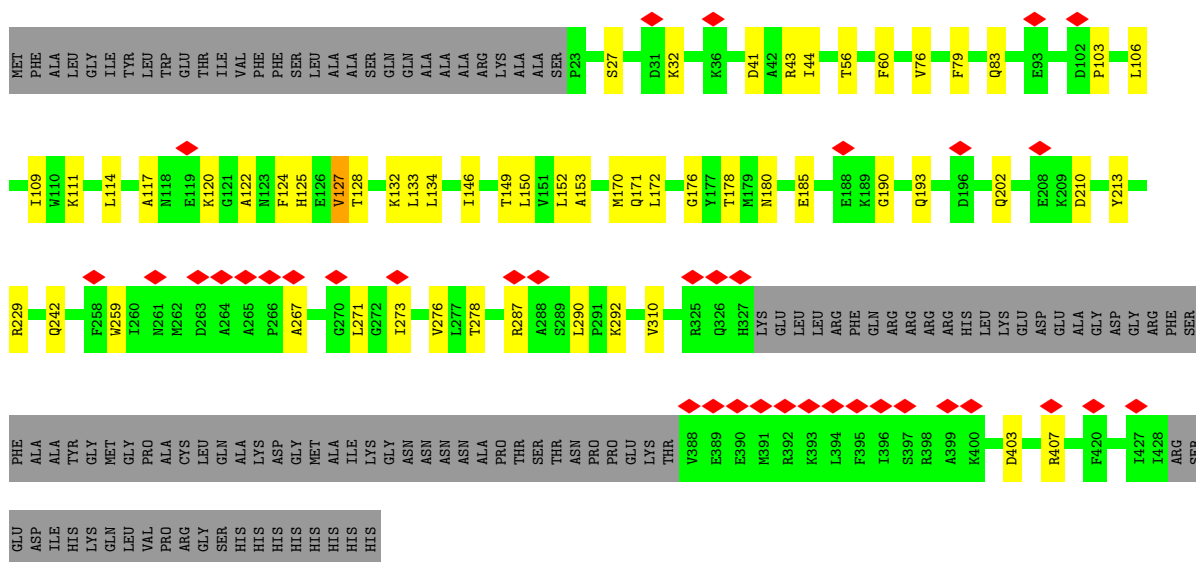 MET PHE ALA LEU GLY ILE TYR LEU TRP GLU THR ILE VAL PHE PHE SER LEU ALA ALA SER GLN GLN ALA ALA ALA ARG LYS ALA ALA SER P23 S27 D31 K32 K36 D41 A42 R43 I44 T56 F60 V76 F79 Q83 E93 D102 P103 L106
I109 W110 K111 L114 A117 N118 E119 K120 G121 A122 N123 F124 H125 E126 V127 T128 K132 L133 L134 I146 T149 L150 V151 L152 A153 M170 Q171 L172 G176 Y177 T178 M179 N180 E185 E188 K189 G190 Q193 D196 Q202 E208 K209 D210 Y213
R229 Q242 F258 W259 I260 N261 M262 D263 A264 A265 P266 A267 G270 L271 Q272 I273 V276 L277 T278 R287 A288 S289 L290 P291 K292 V310 R325 Q326 H327 LYS GLU LEU LEU ARG PHE GLN ARG ARG ARG ARG HIS LEU LYS GLU ASP GLU ALA GLY ASP GLY ARG PHE SER
PHE ALA ALA TYR GLY MET GLY PRO ALA CYS LEU GLN ALA LYS ASP GLY MET ALA ILE LYS GLY ASN ASN ASN ASN ALA PRO THR SER THR ASN PRO PRO GLU LYS THR V388 E389 E390 M391 R392 K393 L394 F395 I396 S397 R398 A399 K400 D403 R407 F420 I427 I428 ARG SER
GLU ASP ILE HIS LYS GLN LEU VAL PRO ARG GLY SER HIS HIS HIS HIS HIS HIS HIS HIS